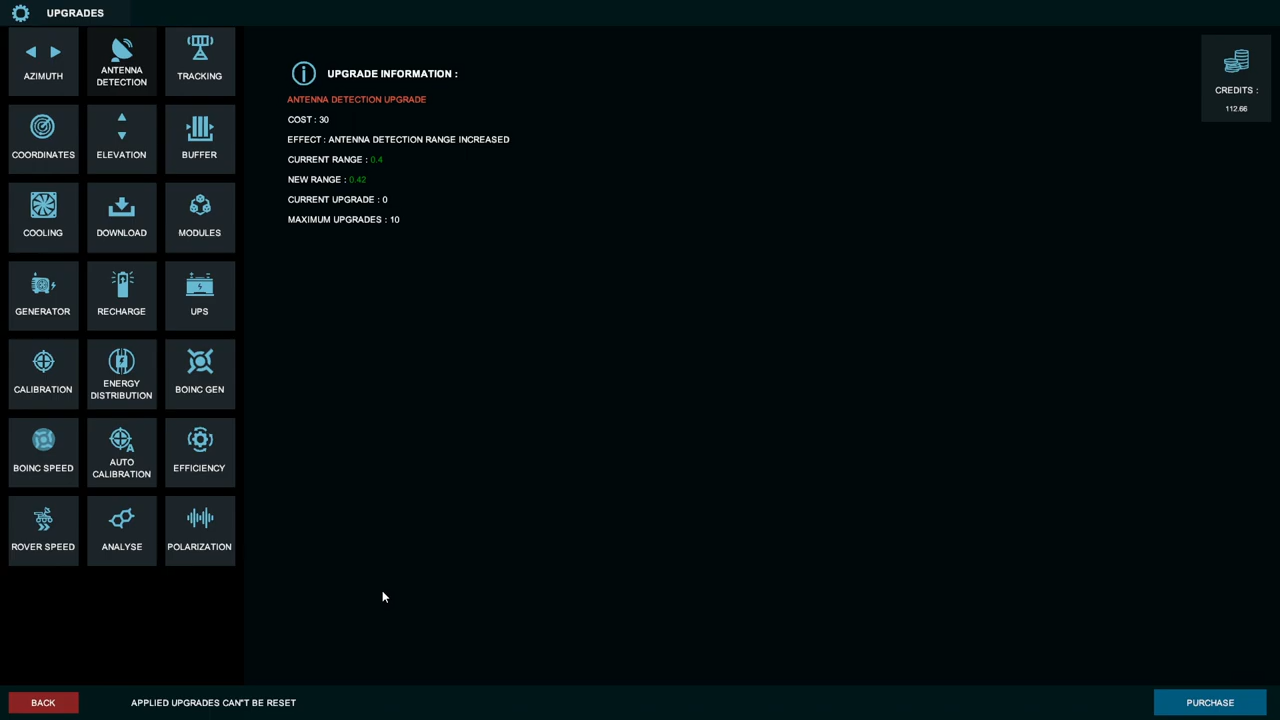 UPGRADES
AZIMUTH
ANTENNA
DETECTION
TRACKING
COORDINATES
ELEVATION
BUFFER
COOLING
DOWNLOAD
MODULES
GENERATOR
RECHARGE
UPS
CALIBRATION
ENERGY
DISTRIBUTION
BOINC GEN
BOINC SPEED
AUTO
CALIBRATION
EFFICIENCY
ROVER SPEED
ANALYSE
POLARIZATION
UPGRADE INFORMATION :
ANTENNA DETECTION UPGRADE
COST : 30
EFFECT : ANTENNA DETECTION RANGE INCREASED
CURRENT RANGE : 0.4
NEW RANGE : 0.42
CURRENT UPGRADE : 0
MAXIMUM UPGRADES : 10
CREDITS :
112.66
BACK
APPLIED UPGRADES CAN"T BE RESET
PURCHASE